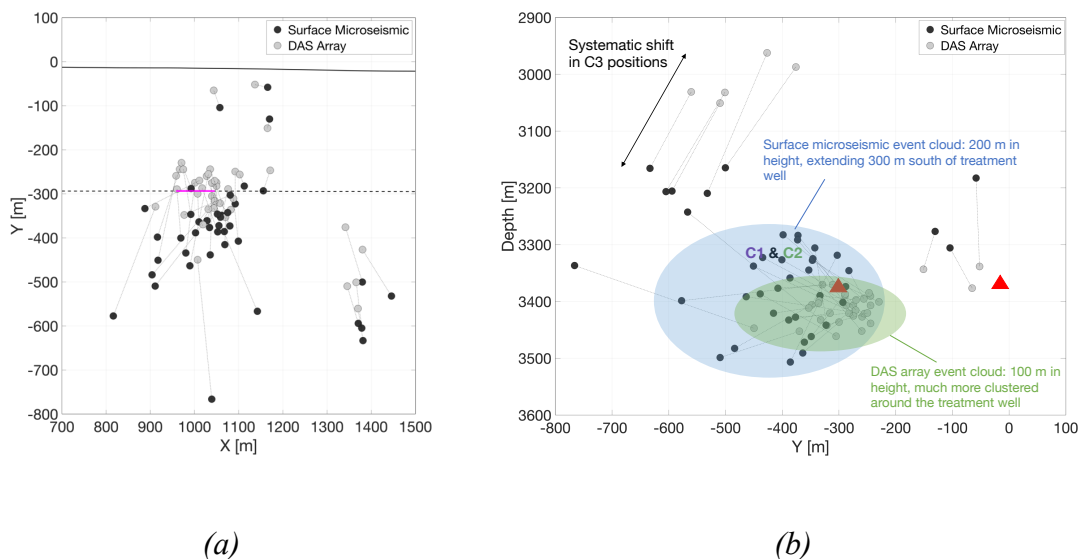 100
0
-100
-200
-300
-400
-500
-600
-700
-800
Y [m]
700 800 900 1000 1100 1200 1300 1400 1500
X [m]
Surface Microseismic
DAS Array
(a)
2900
3000
3100
3200
3300
3400
3500
3600
Depth [m]
-800 -700 -600 -500 -400 -300 -200 -100 0 100
Y [m]
Surface Microseismic
DAS Array
Systematic shift
in C3 positions
Surface microseismic event cloud: 200 m in
height, extending 300 m south of treatment
well
C1 & C2
DAS array event cloud: 100 m in
height, much more clustered
around the treatment well
(b)